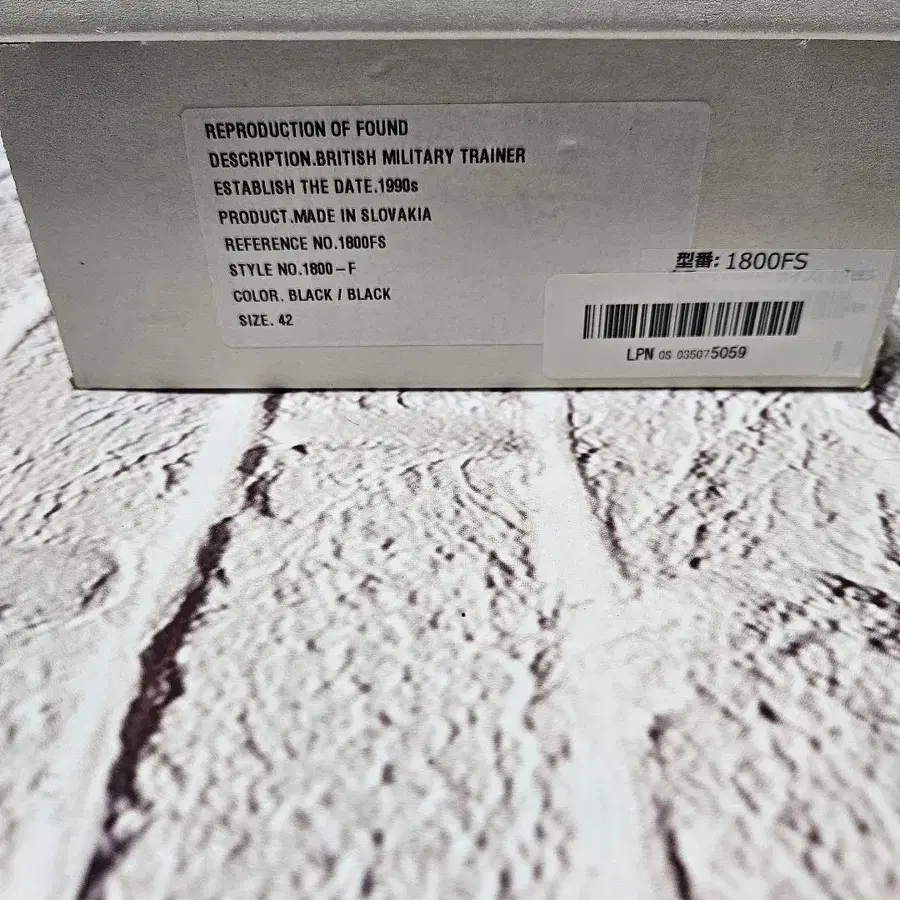 REPRODUCTION OF FOUND
DESCRIPTION.BRITISH MILITARY TRAINER
ESTABLISH THE DATE.1990s
PRODUCT.MADE IN SLOVAKIA
REFERENCE NO.1800FS
STYLE NO.1800-F
COLOR. BLACK / BLACK
SIZE. 42
型番: 1800FS
LPN OS 035075059